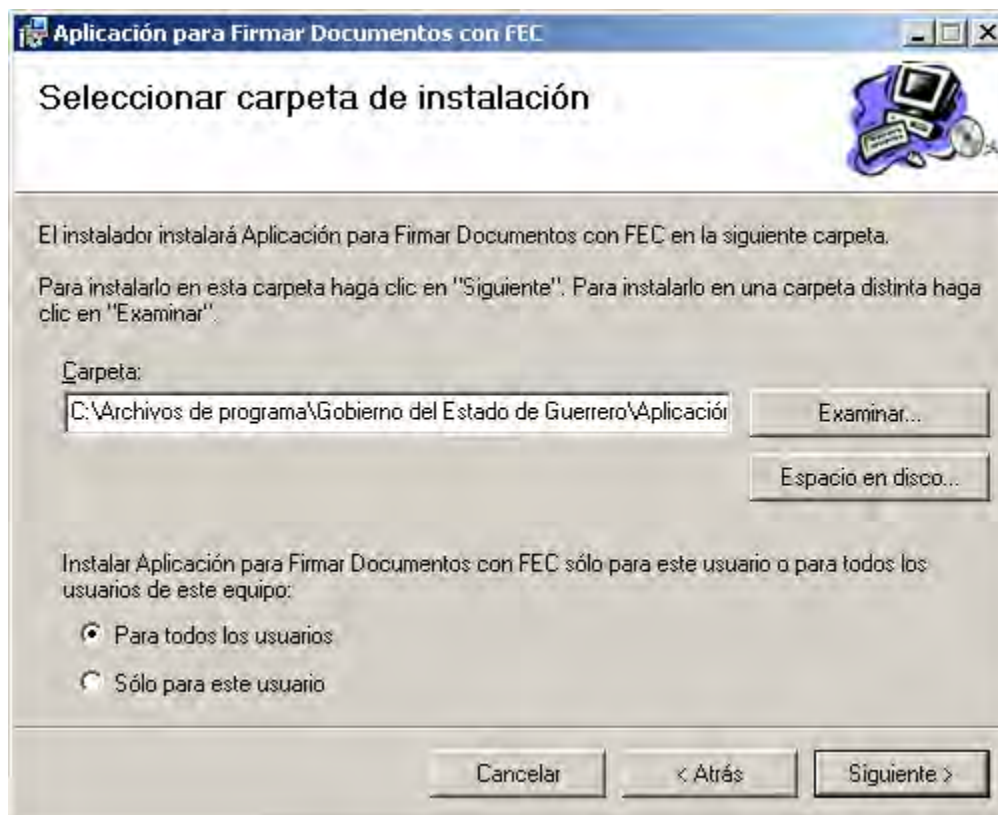 Aplicación para Firmar Documentos con FEC
Seleccionar carpeta de instalación
El instalador instalará Aplicación para Firmar Documentos con FEC en la siguiente carpeta.
Para instalarlo en esta carpeta haga clic en "Siguiente". Para instalarlo en una carpeta distinta haga
clic en "Examinar".
Carpeta:
C:\Archivos de programa\Gobierno del Estado de Guerrero\Aplicación
Examinar...
Espacio en disco...
Instalar Aplicación para Firmar Documentos con FEC sólo para este usuario o para todos los
usuarios de este equipo:
Para todos los usuarios
Sólo para este usuario
Cancelar
< Atrás
Siguiente >